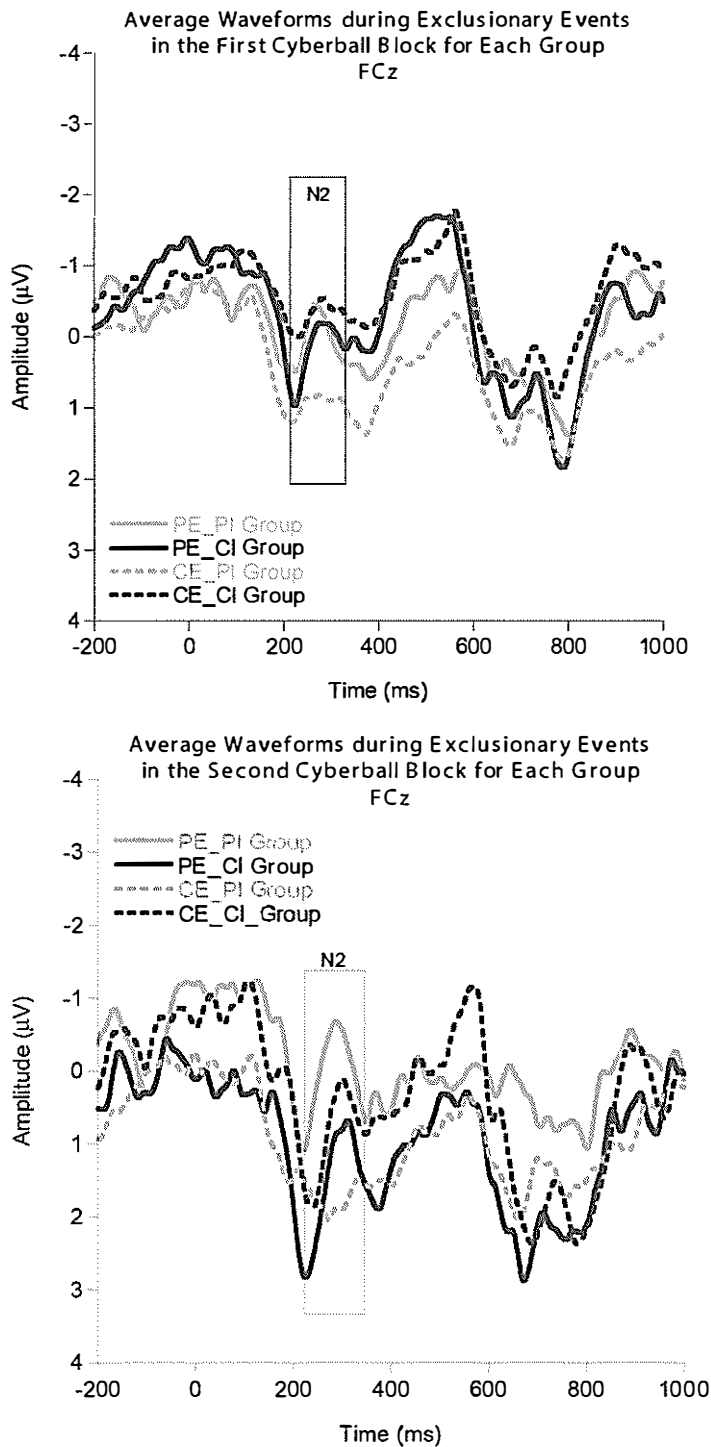 Average Waveforms during Exclusionary Events
in the First Cyberball Block for Each Group
FCz
-4
-3
-2
-1
0
1
2
3
4
Amplitude (µV)
N2
PE_PI Group
PE_CI Group
CE_PI Group
CE_CI Group
-200 0 200 400 600 800 1000
Time (ms)
Average Waveforms during Exclusionary Events
in the Second Cyberball Block for Each Group
FCz
-4
-3
-2
-1
0
1
2
3
4
Amplitude (µV)
PE_PI Group
PE_CI Group
CE_PI Group
CE_CI_Group
N2
-200 0 200 400 600 800 1000
Time (ms)